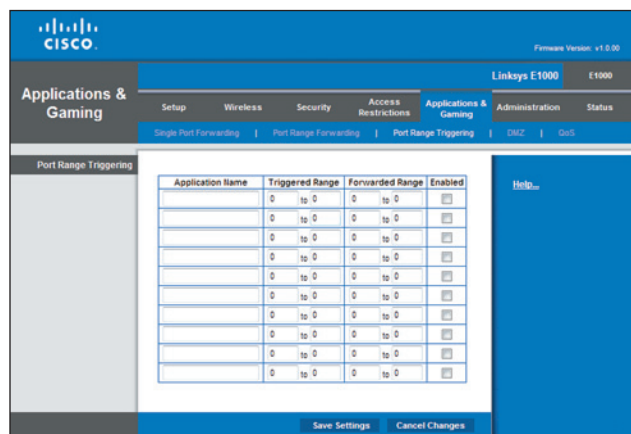 CISCO.
Firmware Version: v1.0.00
Linksys E1000 E1000
Applications &
Gaming
Setup Wireless Security Access Restrictions Applications & Gaming Administration Status
Single Port Forwarding | Port Range Forwarding | Port Range Triggering | DMZ | QoS
Port Range Triggering
Help...
Application Name Triggered Range Forwarded Range Enabled
0 to 0 0 to 0
0 to 0 0 to 0
0 to 0 0 to 0
0 to 0 0 to 0
0 to 0 0 to 0
0 to 0 0 to 0
0 to 0 0 to 0
0 to 0 0 to 0
0 to 0 0 to 0
0 to 0 0 to 0
Save Settings Cancel Changes